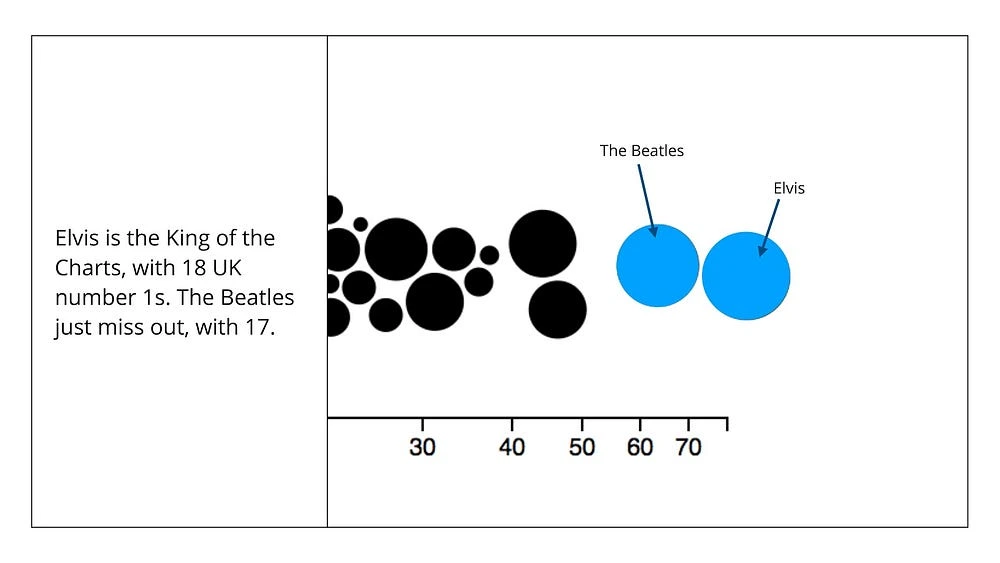 The Beatles
Elvis
Elvis is the King of the
Charts, with 18 UK
number 1s. The Beatles
just miss out, with 17.
30 40 50 60 70